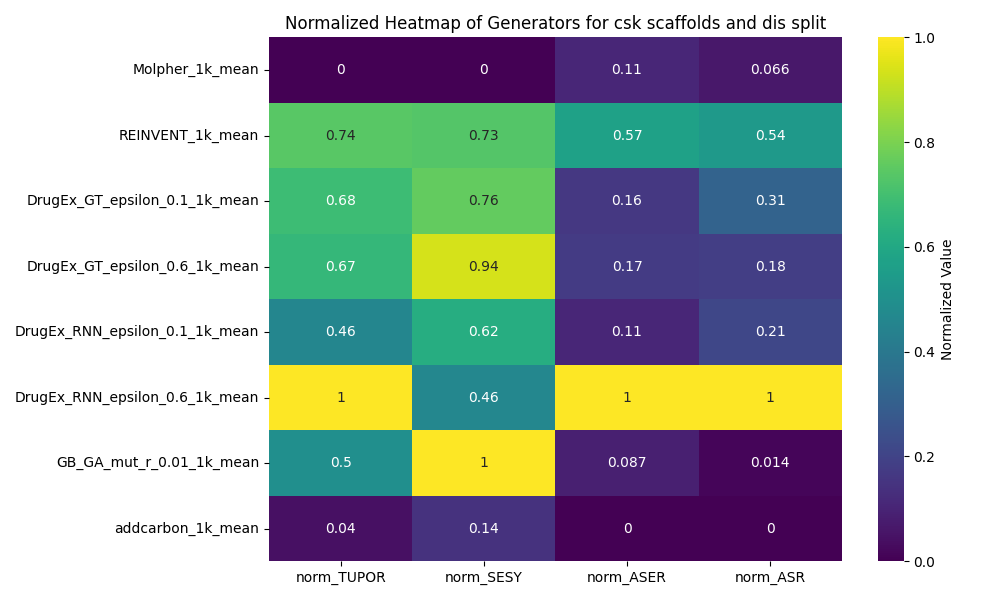 Normalized Heatmap of Generators for csk scaffolds and dis split
Molpher_1k_mean 0 0 0.11 0.066
REINVENT_1k_mean 0.74 0.73 0.57 0.54
DrugEx_GT_epsilon_0.1_1k_mean 0.68 0.76 0.16 0.31
DrugEx_GT_epsilon_0.6_1k_mean 0.67 0.94 0.17 0.18
DrugEx_RNN_epsilon_0.1_1k_mean 0.46 0.62 0.11 0.21
DrugEx_RNN_epsilon_0.6_1k_mean 1 0.46 1 1
GB_GA_mut_r_0.01_1k_mean 0.5 1 0.087 0.014
addcarbon_1k_mean 0.04 0.14 0 0
norm_TUPOR norm_SESY norm_ASER norm_ASR
1.0
0.8
0.6
0.4
0.2
0.0
Normalized Value